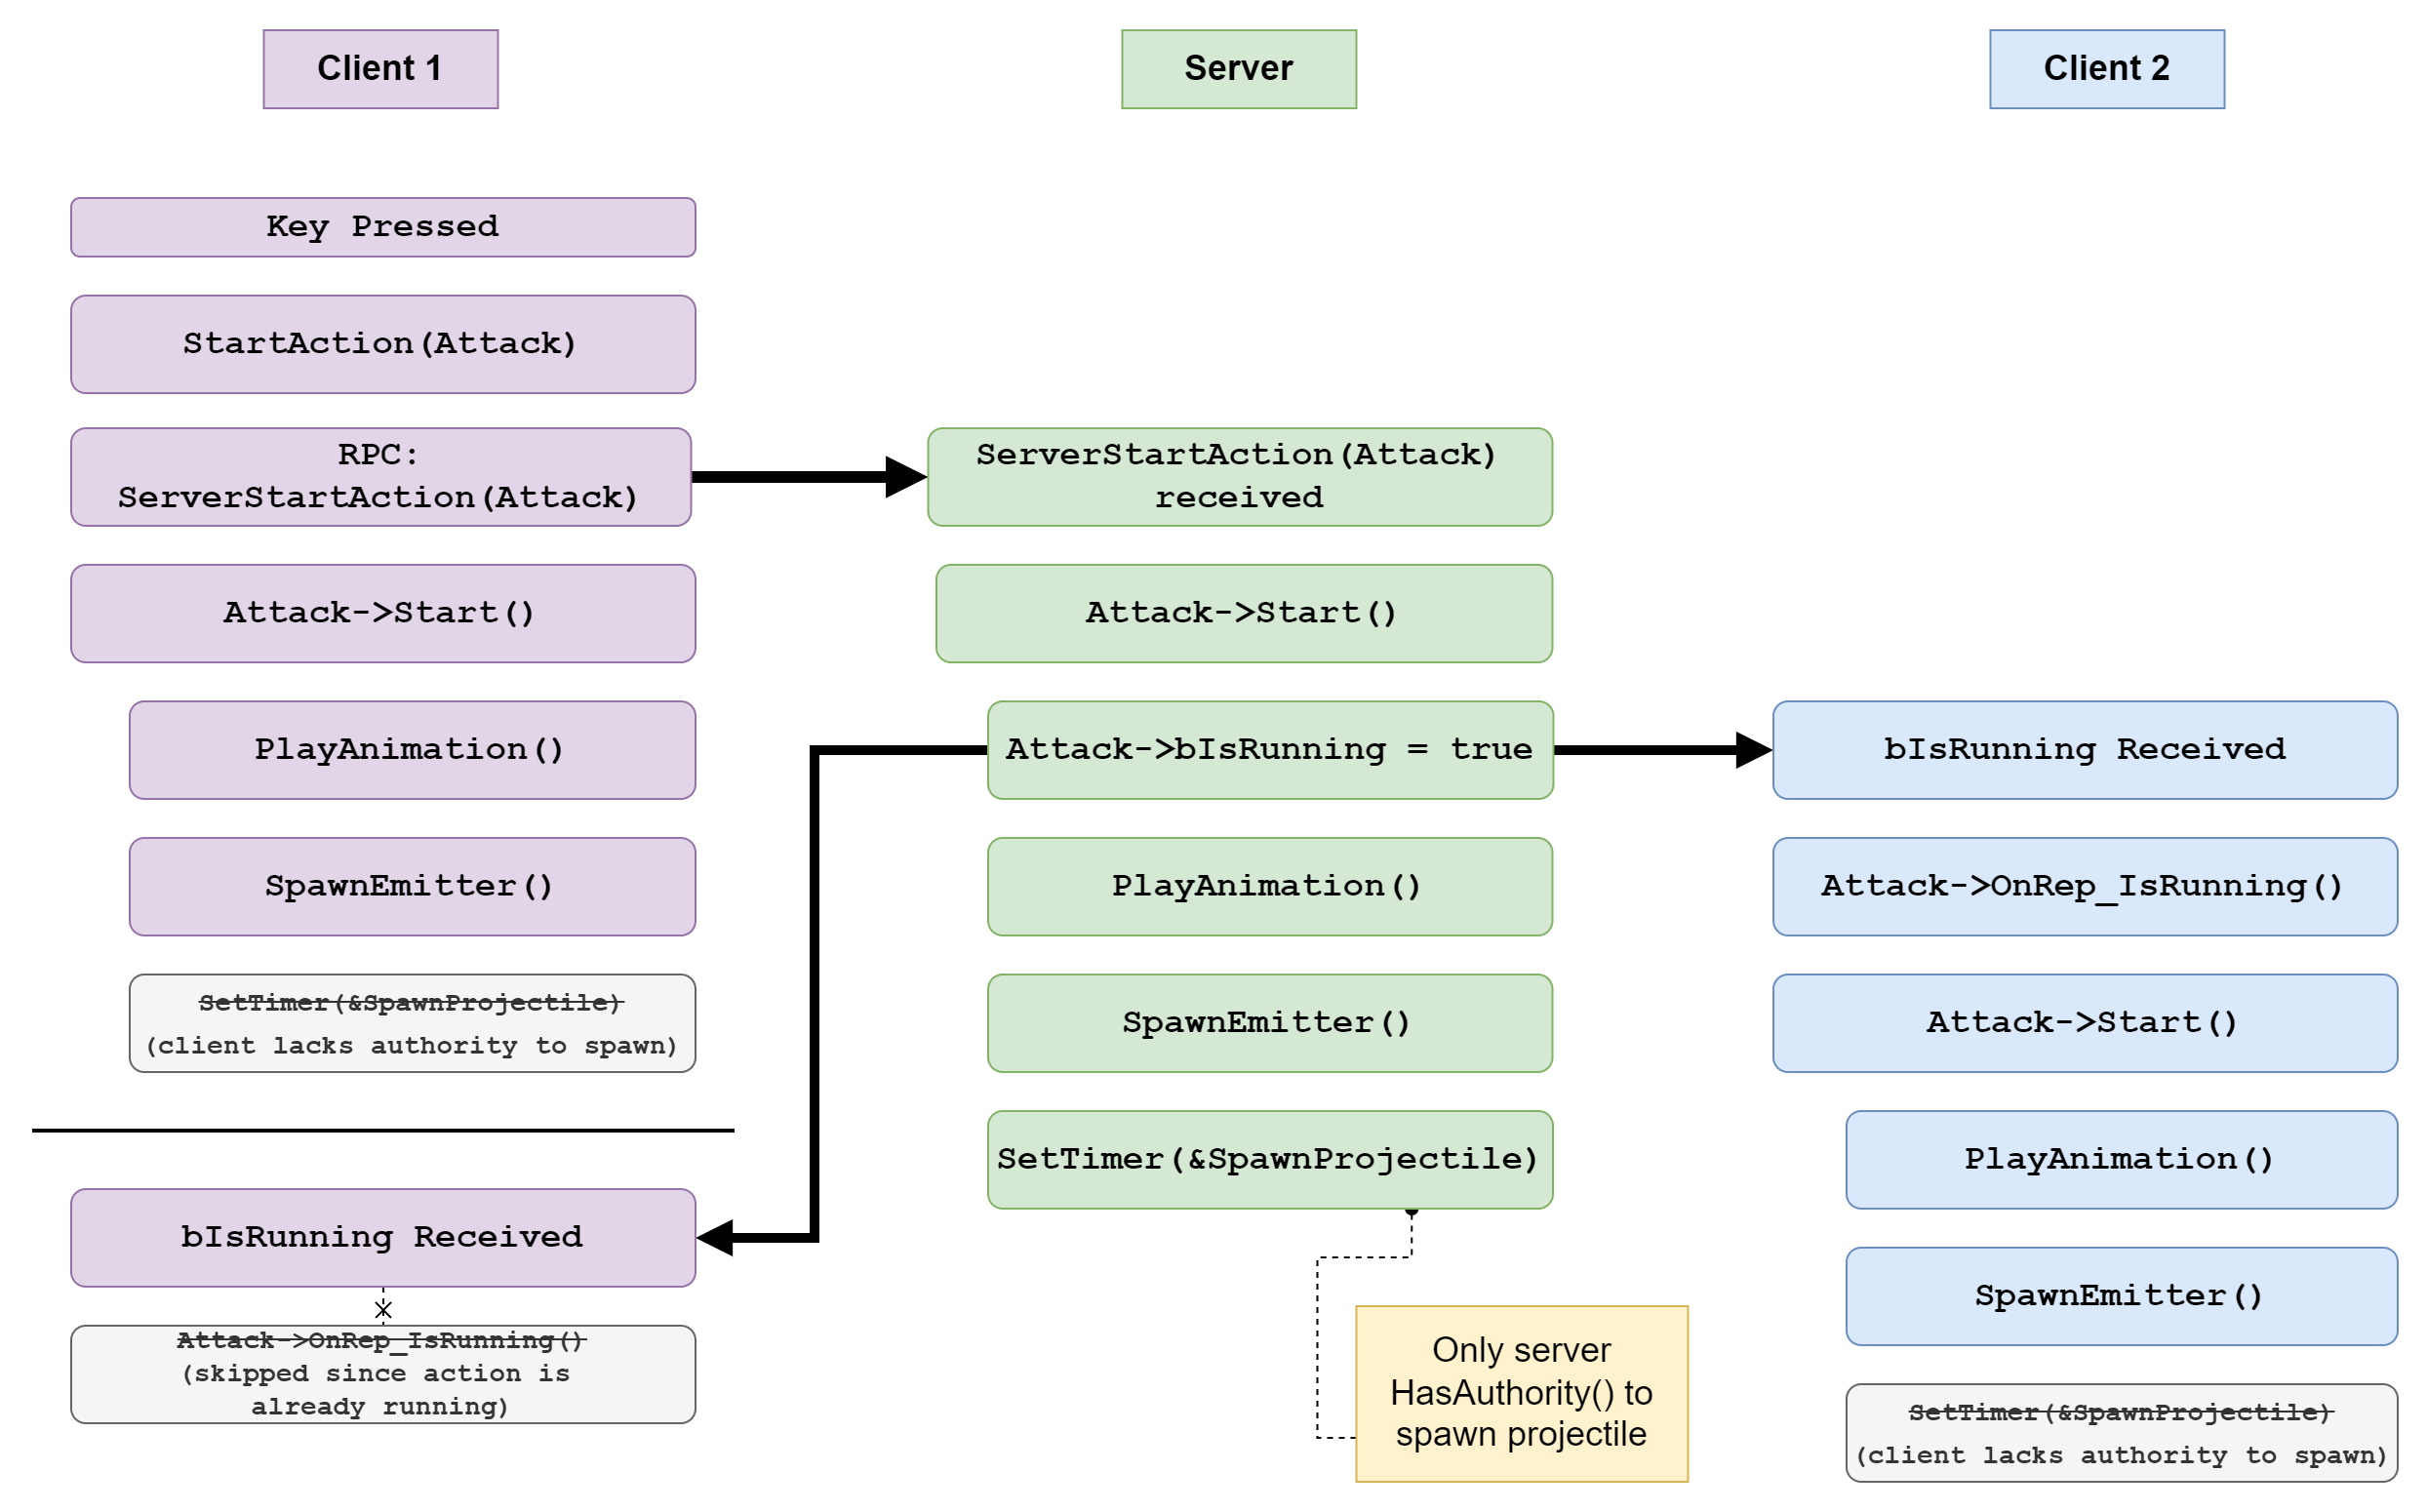 Client 1
Server
Client 2
Key Pressed
StartAction(Attack)
RPC:
ServerStartAction(Attack)
Attack->Start()
PlayAnimation()
SpawnEmitter()
SetTimer(&SpawnProjectile)
(client lacks authority to spawn)
bIsRunning Received
Attack->OnRep_IsRunning()
(skipped since action is
already running)
ServerStartAction(Attack)
received
Attack->Start()
Attack->bIsRunning = true
PlayAnimation()
SpawnEmitter()
SetTimer(&SpawnProjectile)
Only server
HasAuthority() to
spawn projectile
bIsRunning Received
Attack->OnRep_IsRunning()
Attack->Start()
PlayAnimation()
SpawnEmitter()
SetTimer(&SpawnProjectile)
(client lacks authority to spawn)